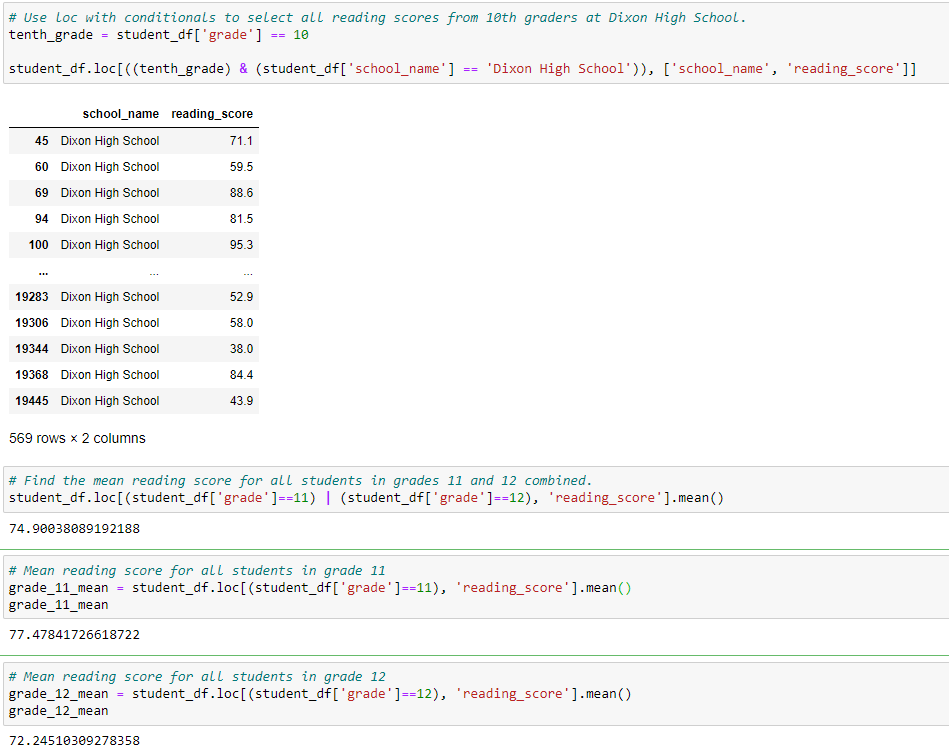 # Use loc with conditionals to select all reading scores from 10th graders at Dixon High School.
tenth_grade = student_df['grade'] == 10
student_df.loc[((tenth_grade) & (student_df['school_name'] == 'Dixon High School')), ['school_name', 'reading_score']]
school_name reading_score
45 Dixon High School 71.1
60 Dixon High School 59.5
69 Dixon High School 88.6
94 Dixon High School 81.5
100 Dixon High School 95.3
... ... ...
19283 Dixon High School 52.9
19306 Dixon High School 58.0
19344 Dixon High School 38.0
19368 Dixon High School 84.4
19445 Dixon High School 43.9
569 rows × 2 columns
# Find the mean reading score for all students in grades 11 and 12 combined.
student_df.loc[(student_df['grade']==11) | (student_df['grade']==12), 'reading_score'].mean()
74.90038089192188
# Mean reading score for all students in grade 11
grade_11_mean = student_df.loc[(student_df['grade']==11), 'reading_score'].mean()
grade_11_mean
77.47841726618722
# Mean reading score for all students in grade 12
grade_12_mean = student_df.loc[(student_df['grade']==12), 'reading_score'].mean()
grade_12_mean
72.24510309278358